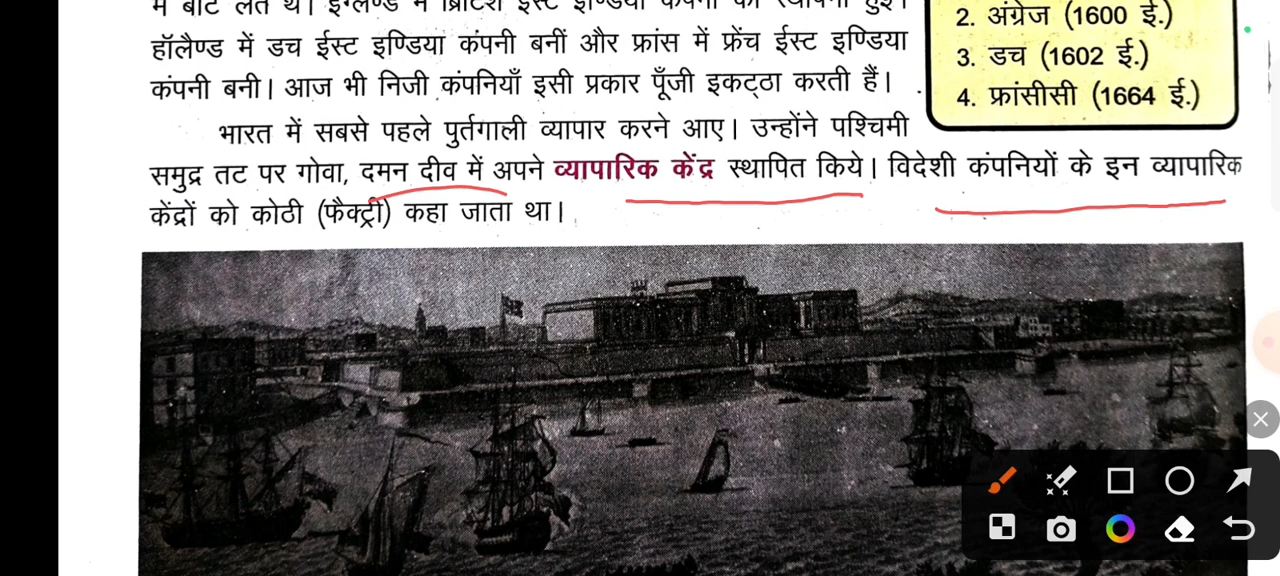 2. अंग्रेज (1600 ई.)
हॉलैण्ड में डच ईस्ट इण्डिया कंपनी बनीं और फ्रांस में फ्रेंच ईस्ट इण्डिया
3. डच (1602 ई.)
कंपनी बनी। आज भी निजी कंपनियाँ इसी प्रकार पूँजी इकट्ठा करती हैं।
4. फ्रांसीसी (1664 ई.)
भारत में सबसे पहले पुर्तगाली व्यापार करने आए। उन्होंने पश्चिमी
समुद्र तट पर गोवा, दमन दीव में अपने व्यापारिक केंद्र स्थापित किये। विदेशी कंपनियों के इन व्यापारिक
केंद्रों को कोठी (फैक्ट्री) कहा जाता था।